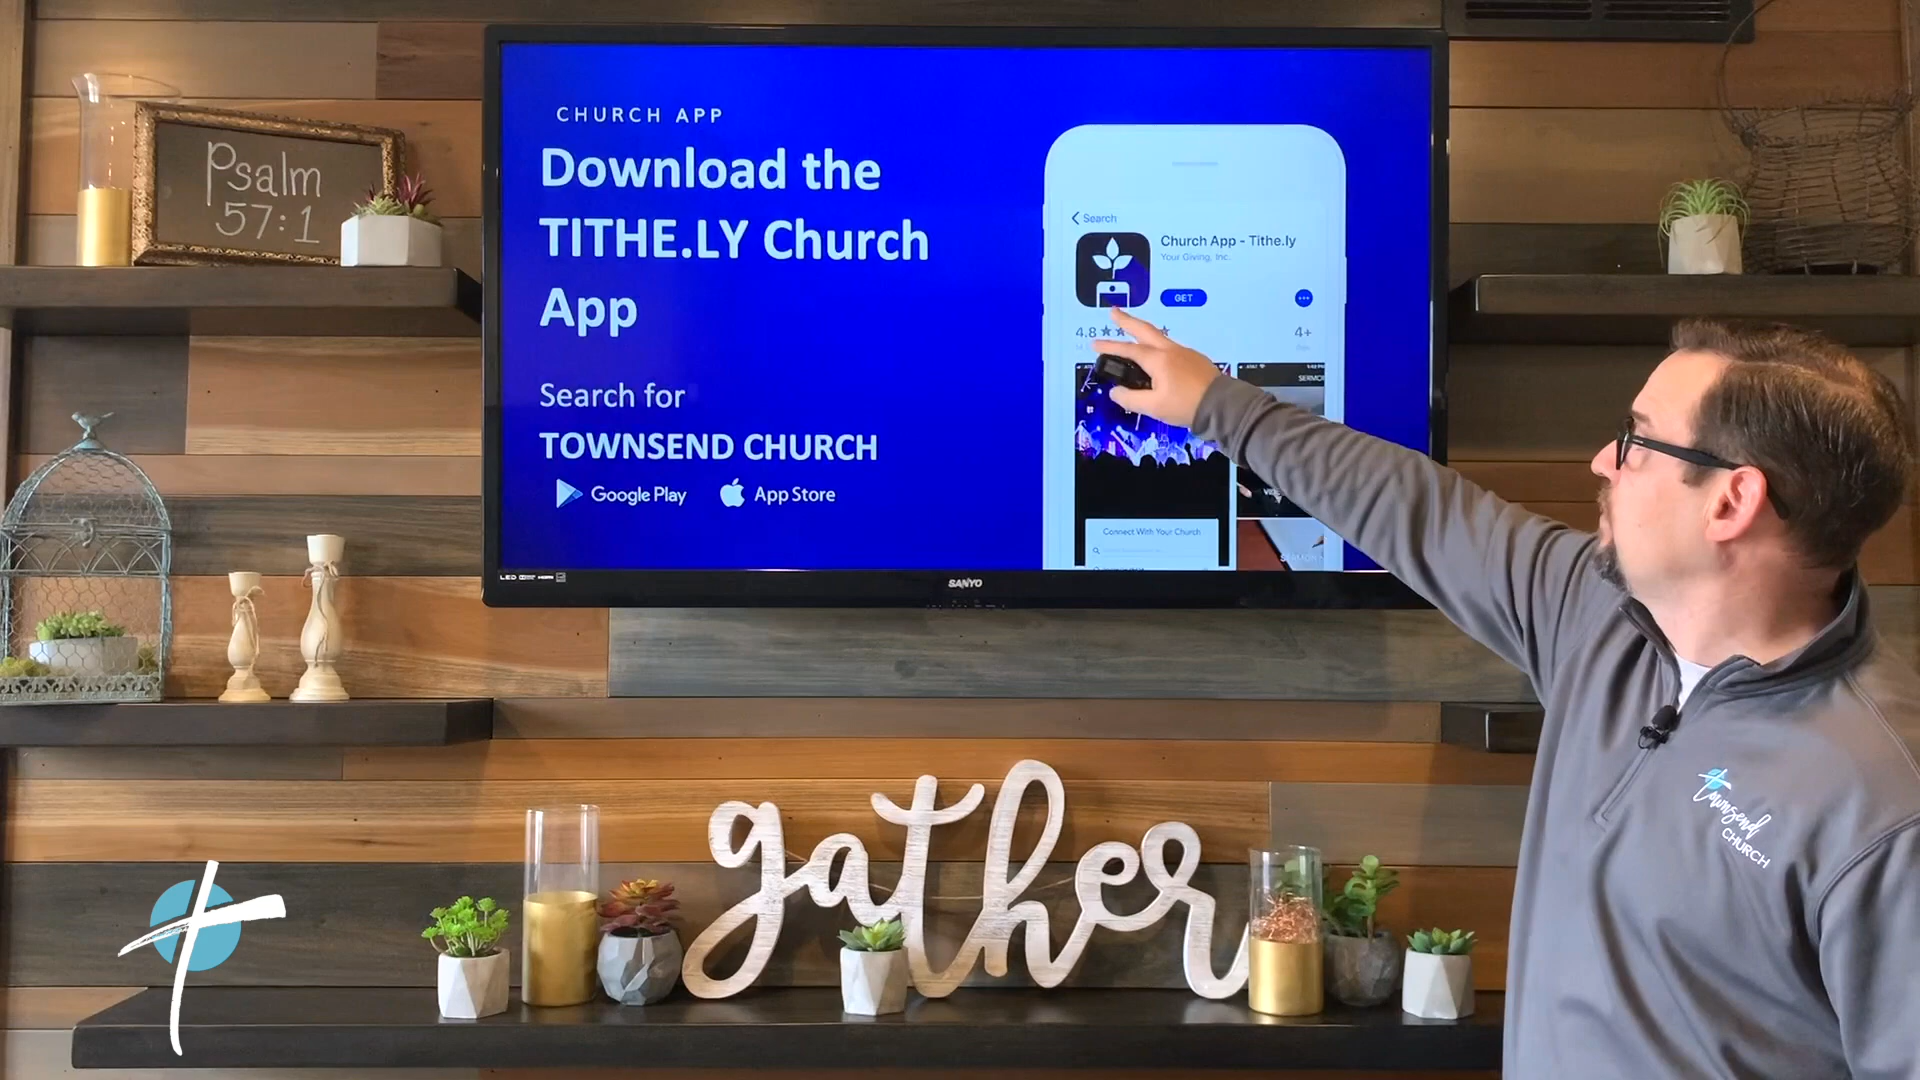 Psalm
57:1
CHURCH APP
Download the
TITHE.LY Church
App
Search for
TOWNSEND CHURCH
Google Play App Store
Search
Church App - Tithe.ly
Your Giving, Inc.
GET
4.8
4+
SERMON
Connect With Your Church
LED
SANYO
townsend
CHURCH
gather